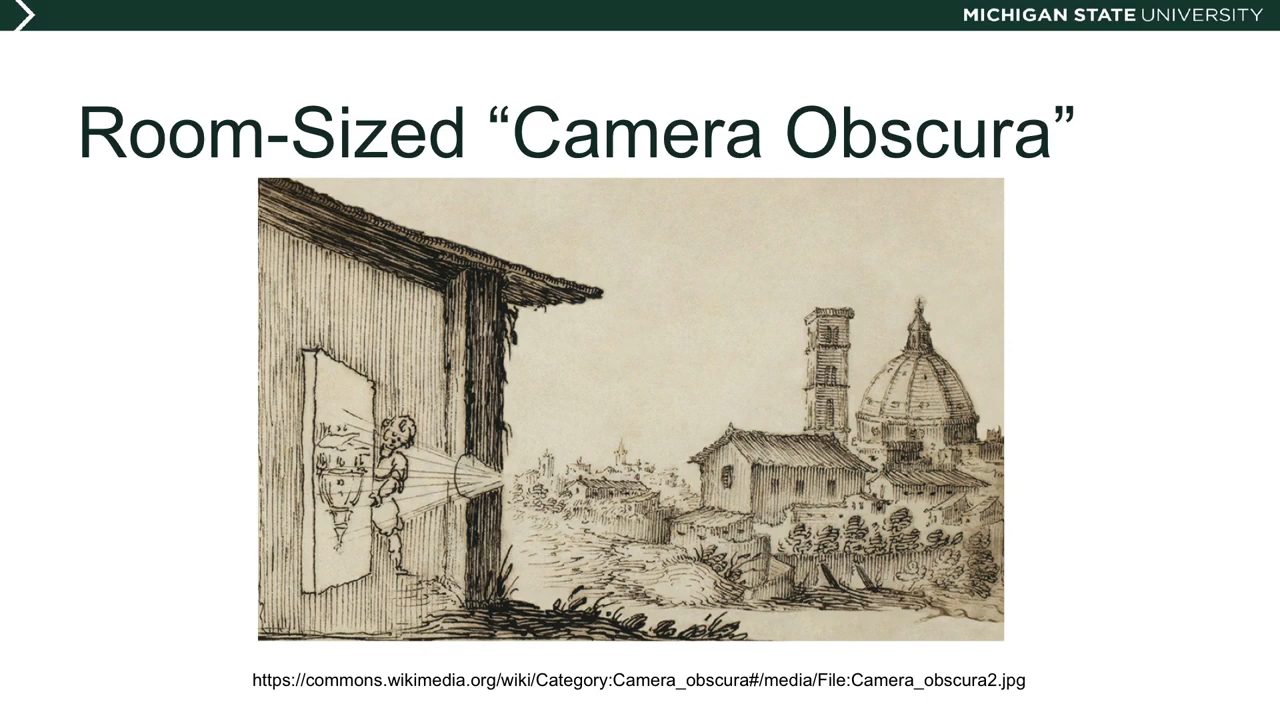 MICHIGAN STATE UNIVERSITY
Room-Sized “Camera Obscura”
https://commons.wikimedia.org/wiki/Category:Camera_obscura#/media/File:Camera_obscura2.jpg